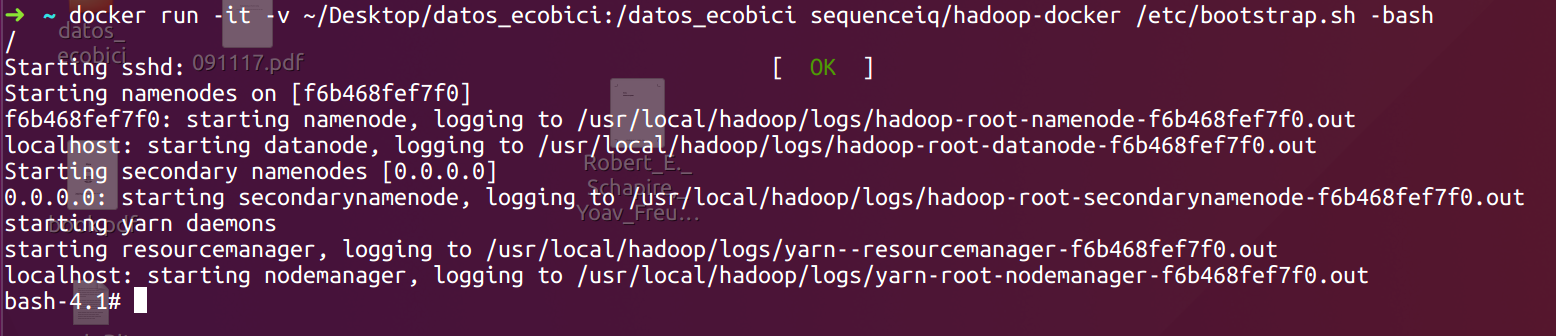 ➜ ~ docker run -it -v ~/Desktop/datos_ecobici:/datos_ecobici sequenceiq/hadoop-docker /etc/bootstrap.sh -bash
datos_
ecobici
091117.pdf
/
Starting sshd: [ OK ]
Starting namenodes on [f6b468fef7f0]
f6b468fef7f0: starting namenode, logging to /usr/local/hadoop/logs/hadoop-root-namenode-f6b468fef7f0.out
localhost: starting datanode, logging to /usr/local/hadoop/logs/hadoop-root-datanode-f6b468fef7f0.out
Robert_E._
Schapire_
Yoav_Freu...
Starting secondary namenodes [0.0.0.0]
0.0.0.0: starting secondarynamenode, logging to /usr/local/hadoop/logs/hadoop-root-secondarynamenode-f6b468fef7f0.out
book.pdf
starting yarn daemons
starting resourcemanager, logging to /usr/local/hadoop/logs/yarn--resourcemanager-f6b468fef7f0.out
localhost: starting nodemanager, logging to /usr/local/hadoop/logs/yarn-root-nodemanager-f6b468fef7f0.out
bash-4.1#